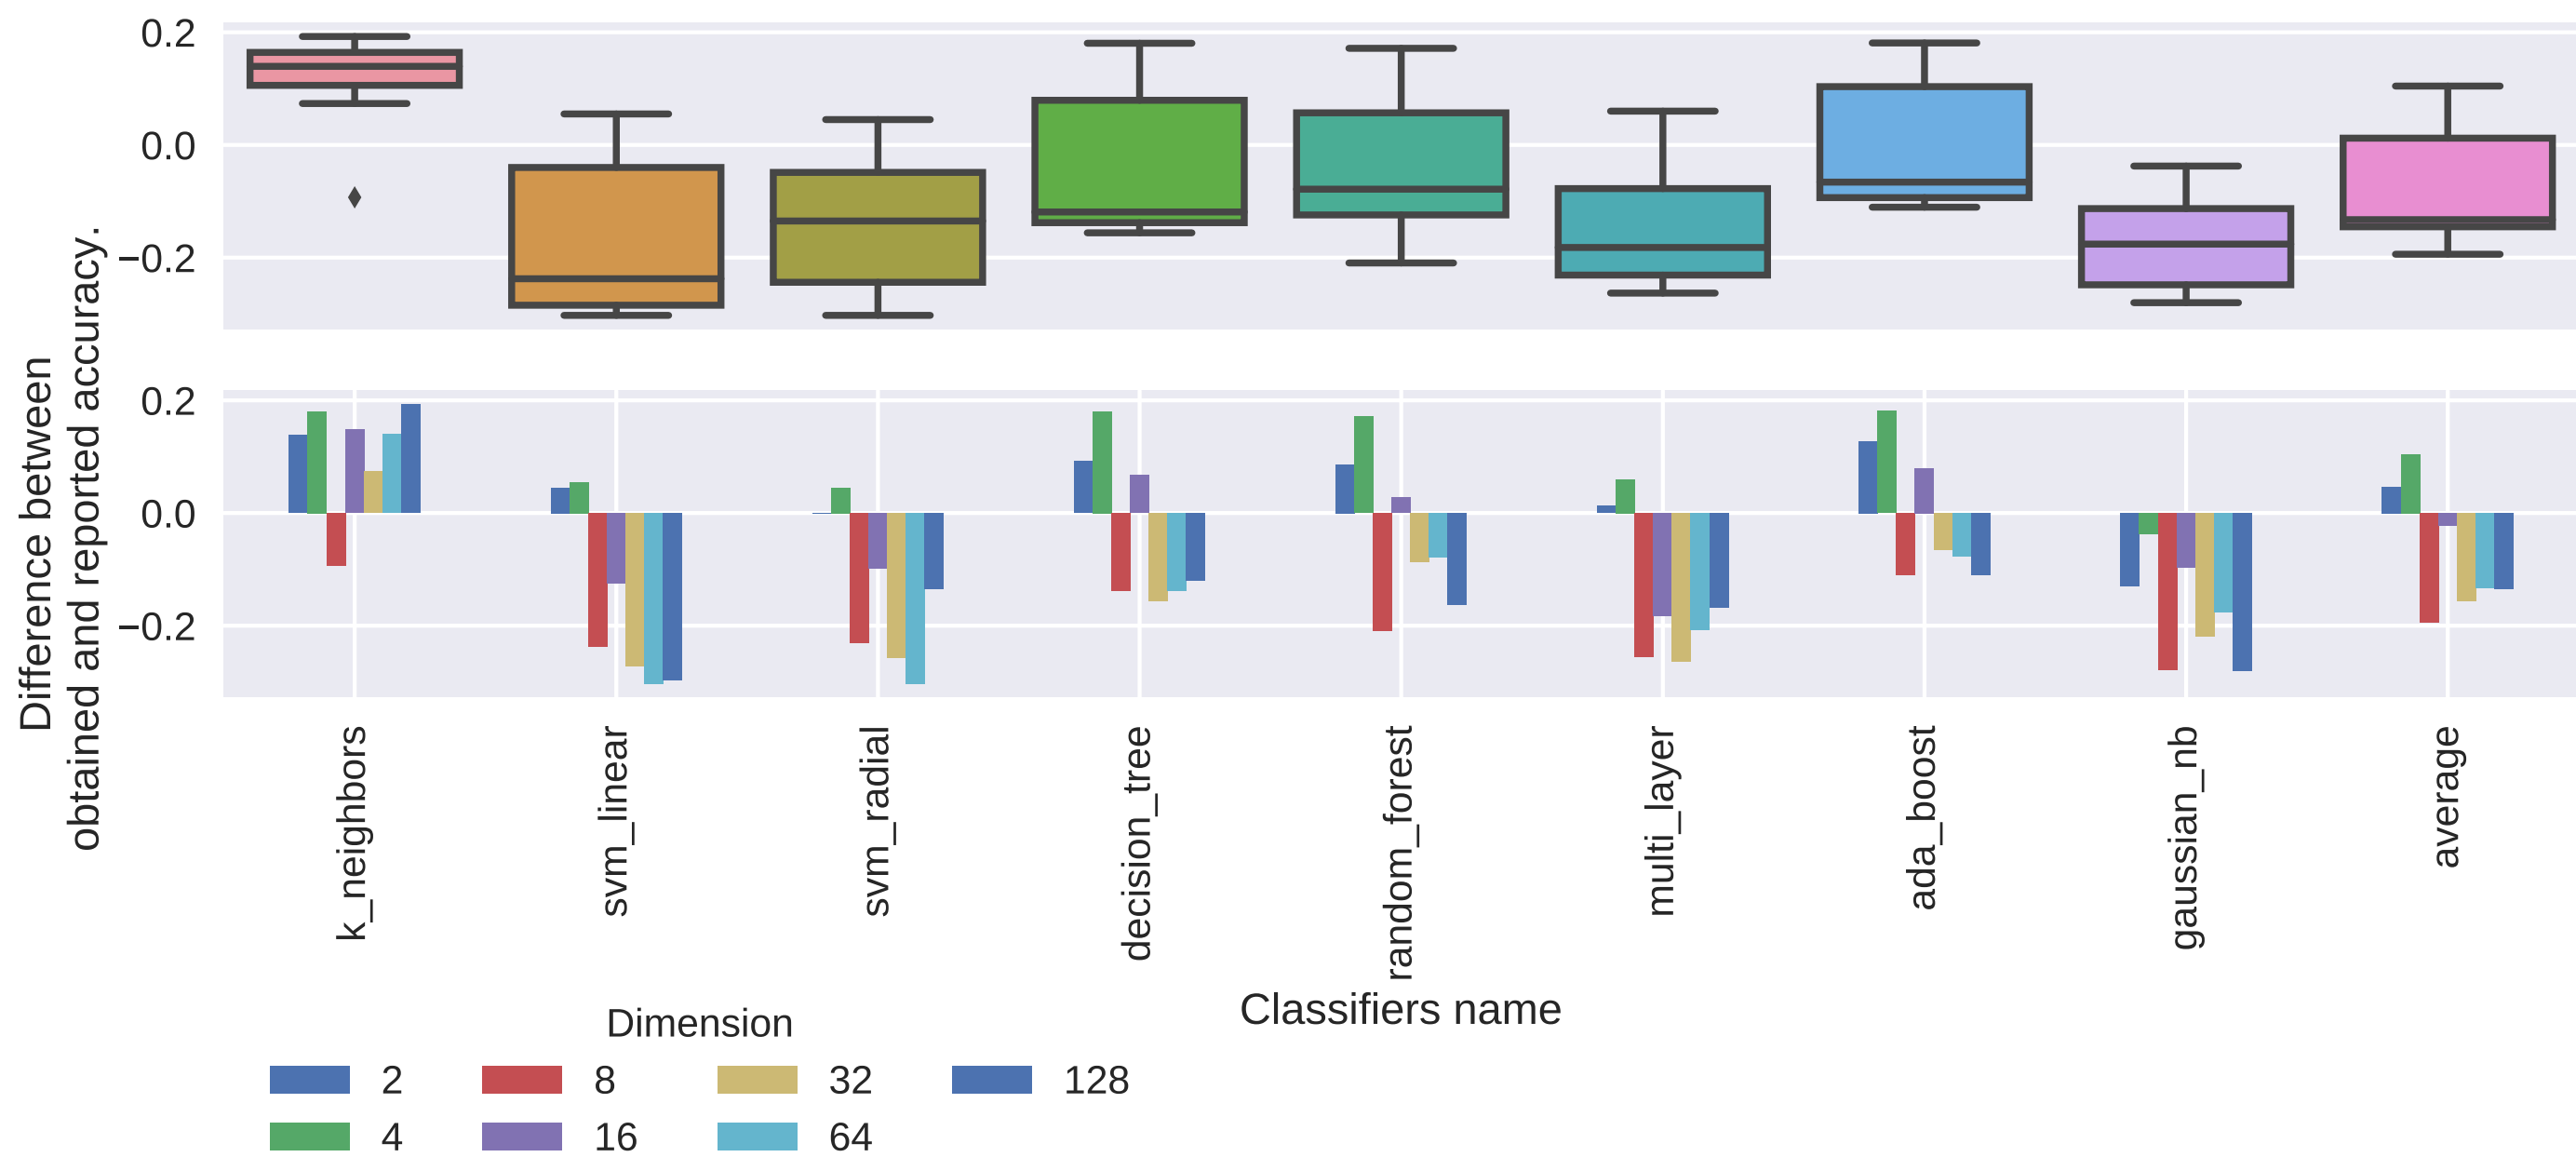 0.2
0.0
−0.2
Difference between
obtained and reported accuracy.
0.2
0.0
−0.2
k_neighbors
svm_linear
svm_radial
decision_tree
random_forest
multi_layer
ada_boost
gaussian_nb
average
Classifiers name
Dimension
2 8 32 128
4 16 64